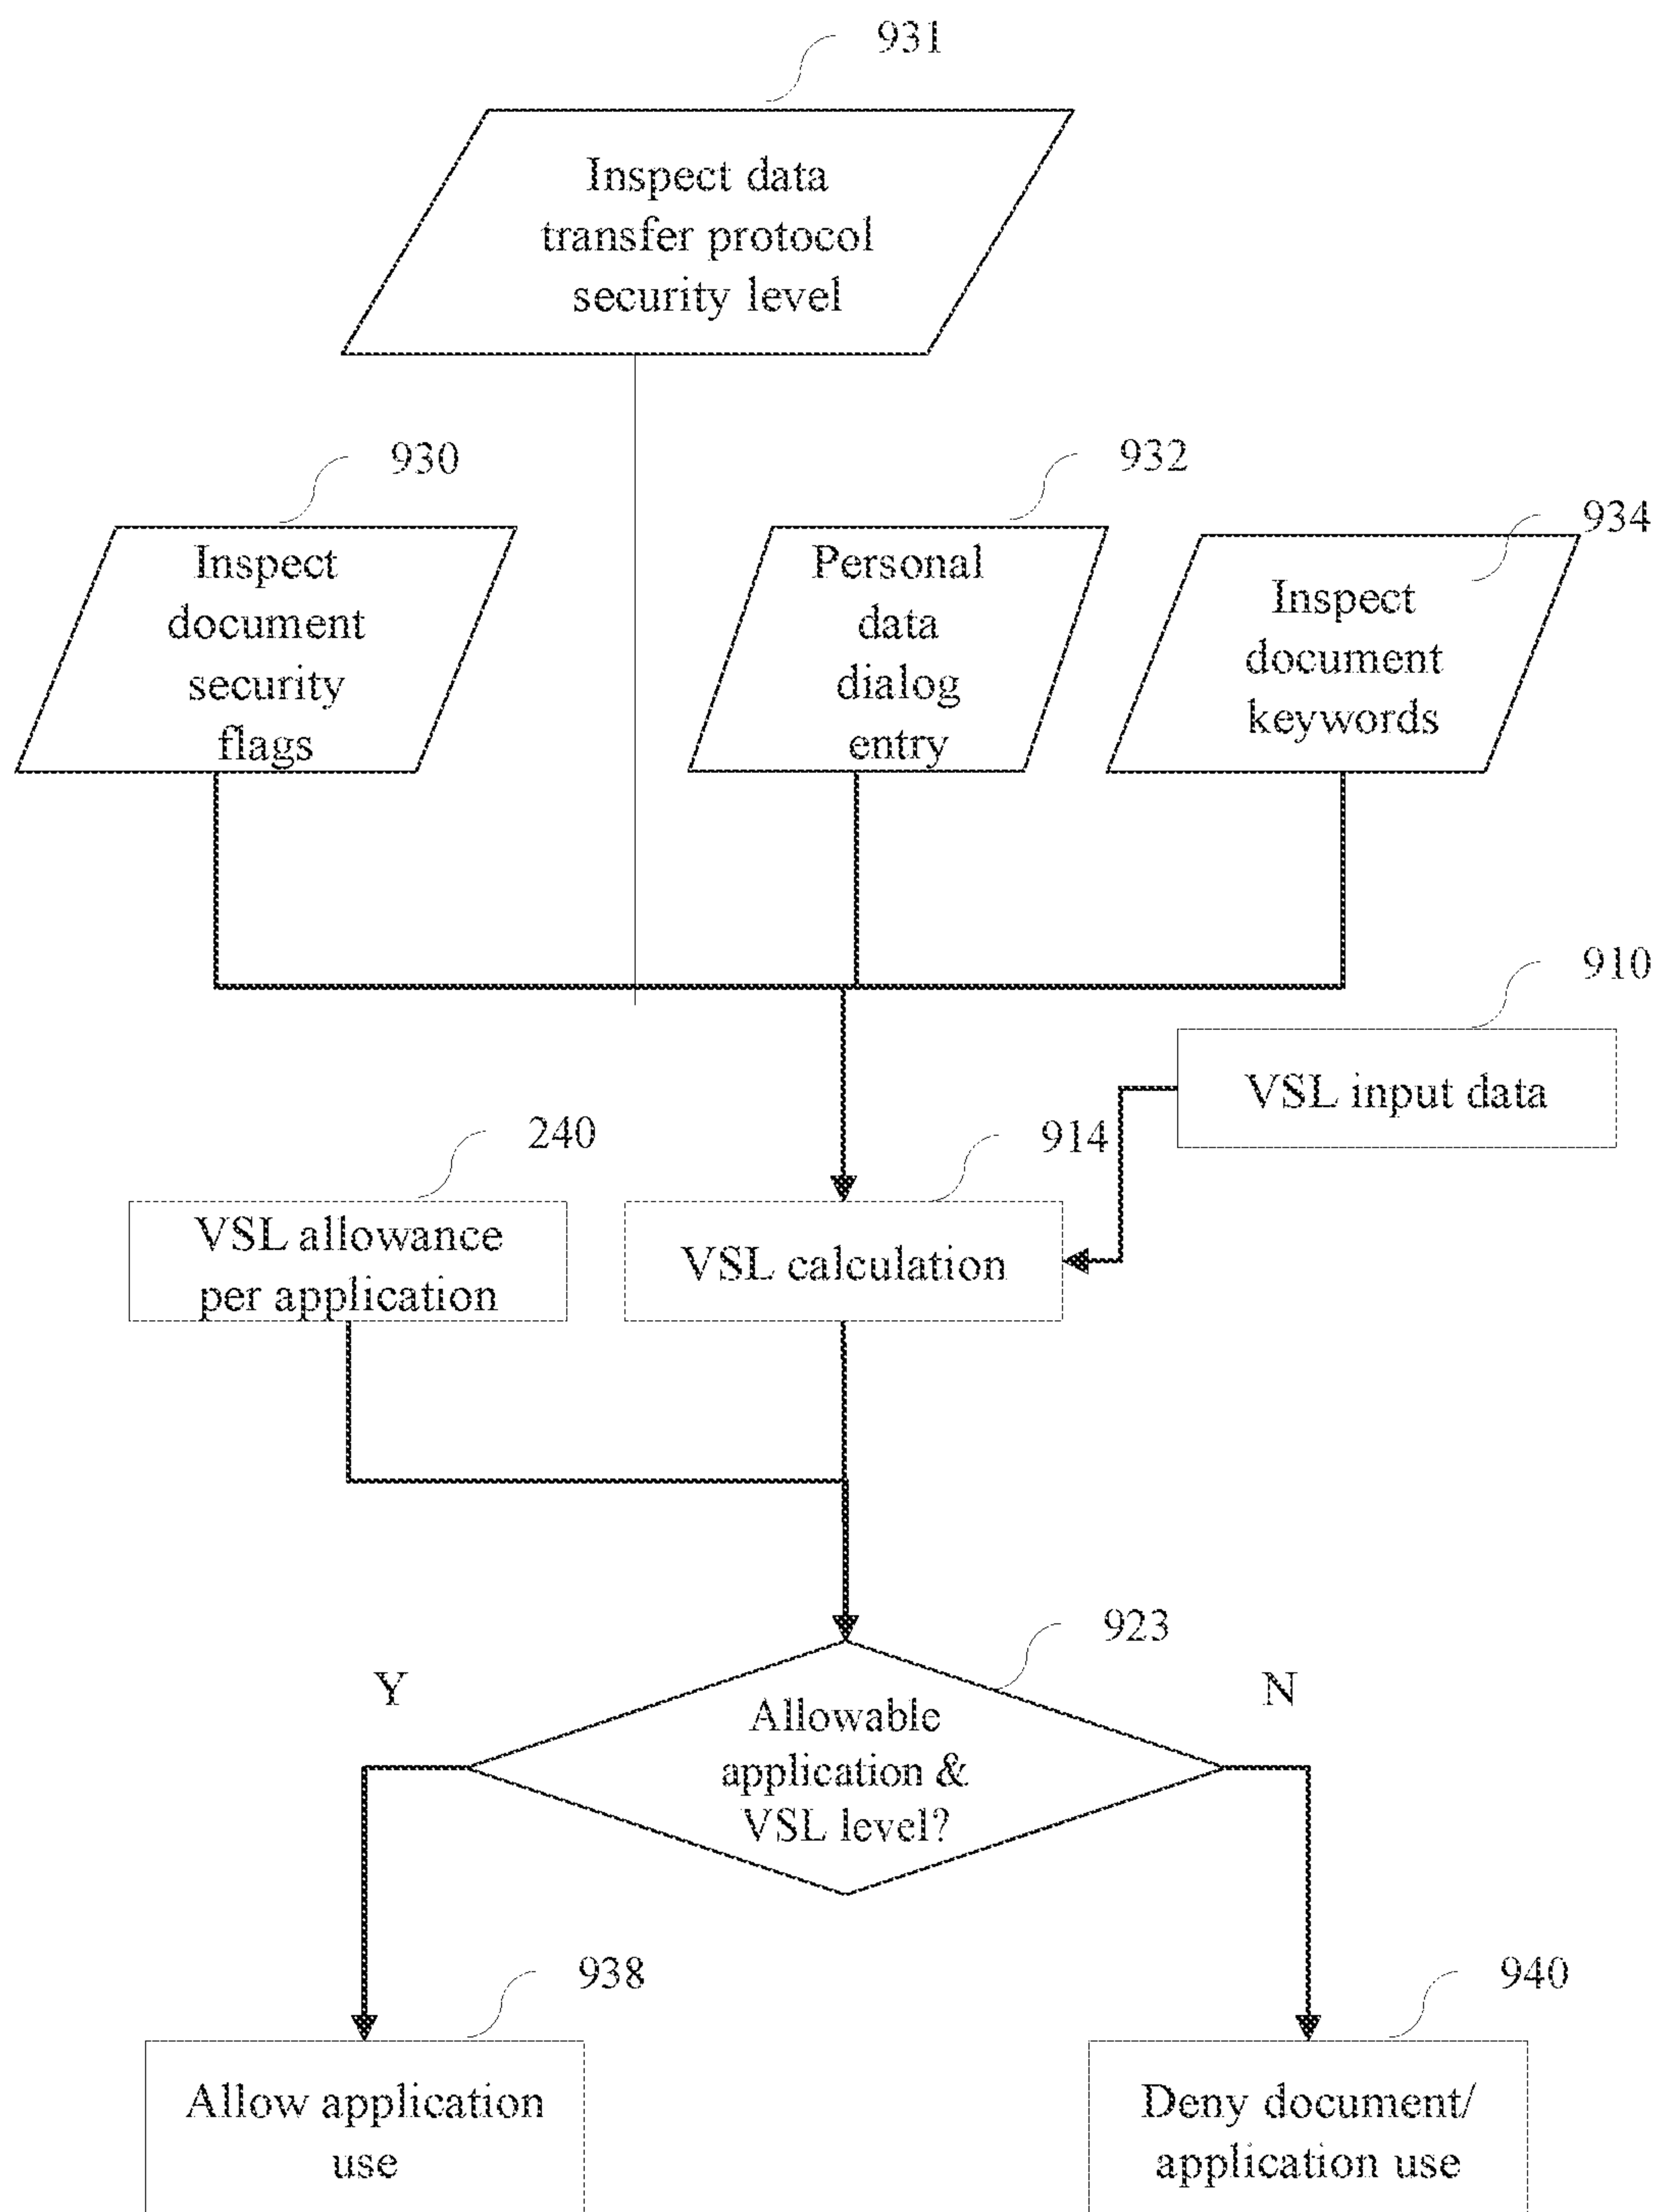 931
Inspect data
transfer protocol
security level
930
932
934
Inspect
document
security
flags
Personal
data
dialog
entry
Inspect
document
keywords
910
VSL input data
240
914
VSL allowance
per application
VSL calculation
923
Y
N
Allowable
application &
VSL level?
938
940
Allow application
use
Deny document/
application use